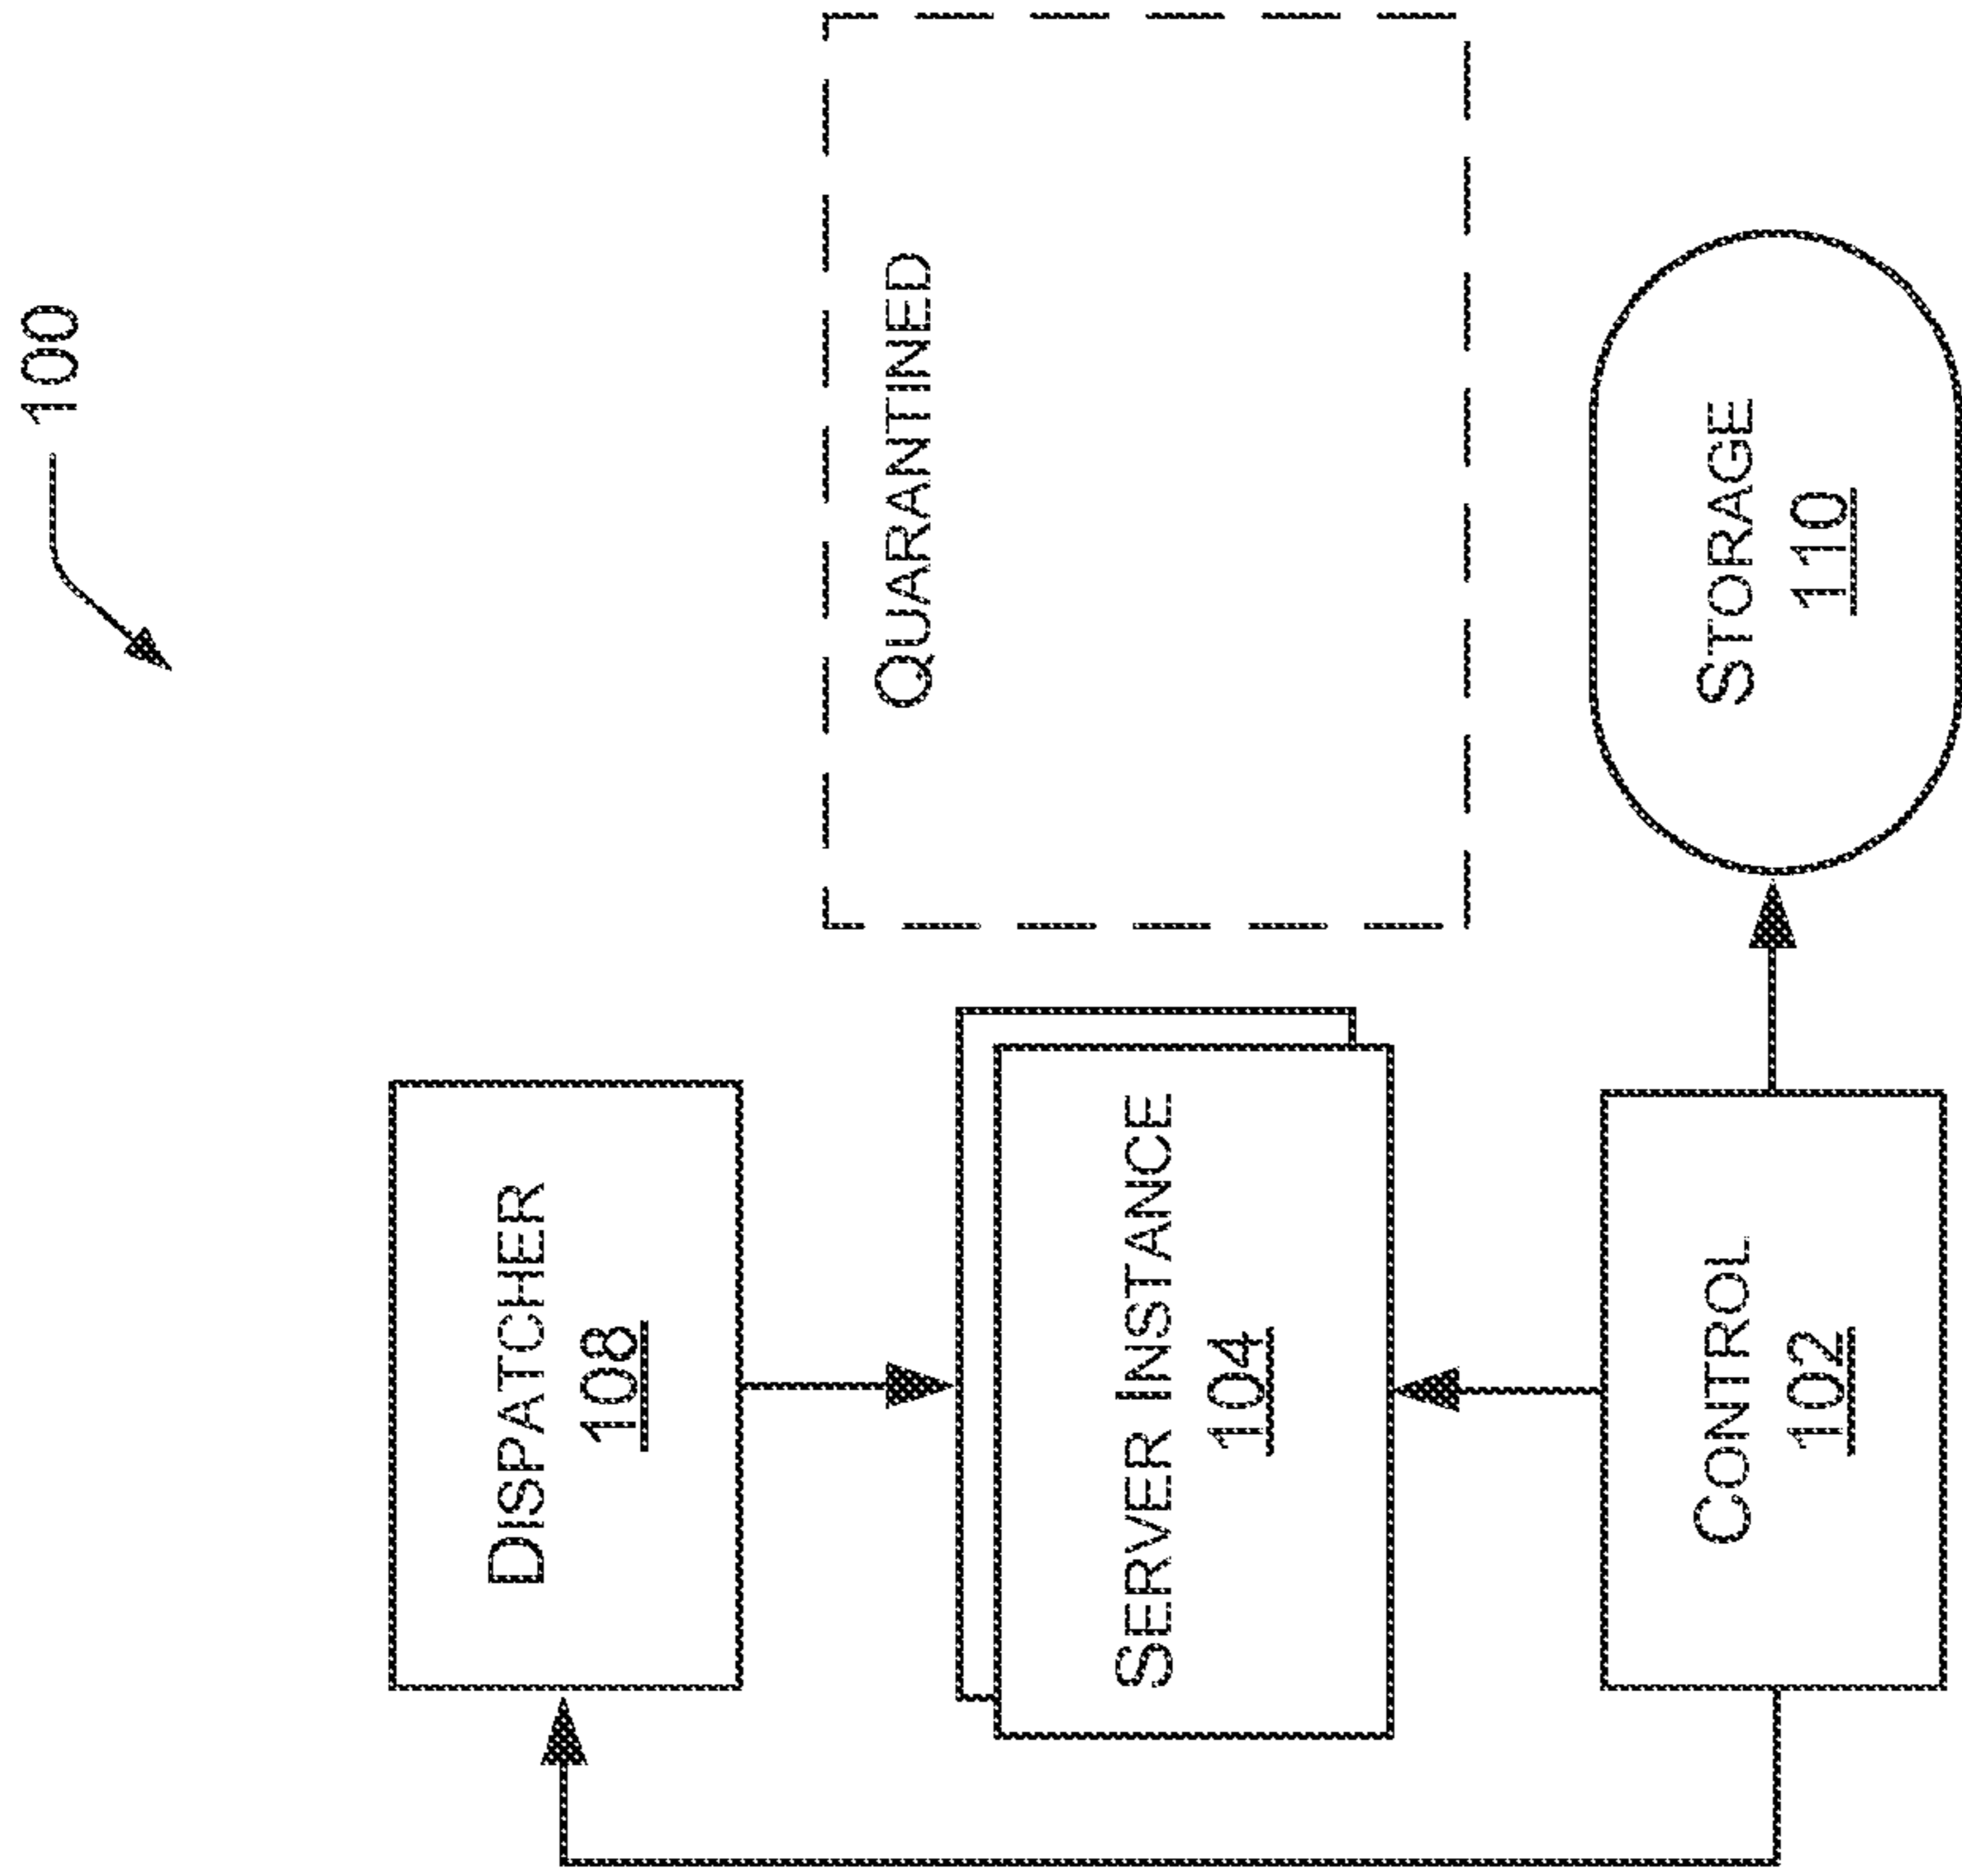 100
DISPATCHER
108
QUARANTINED
SERVER INSTANCE
104
CONTROL
102
STORAGE
110